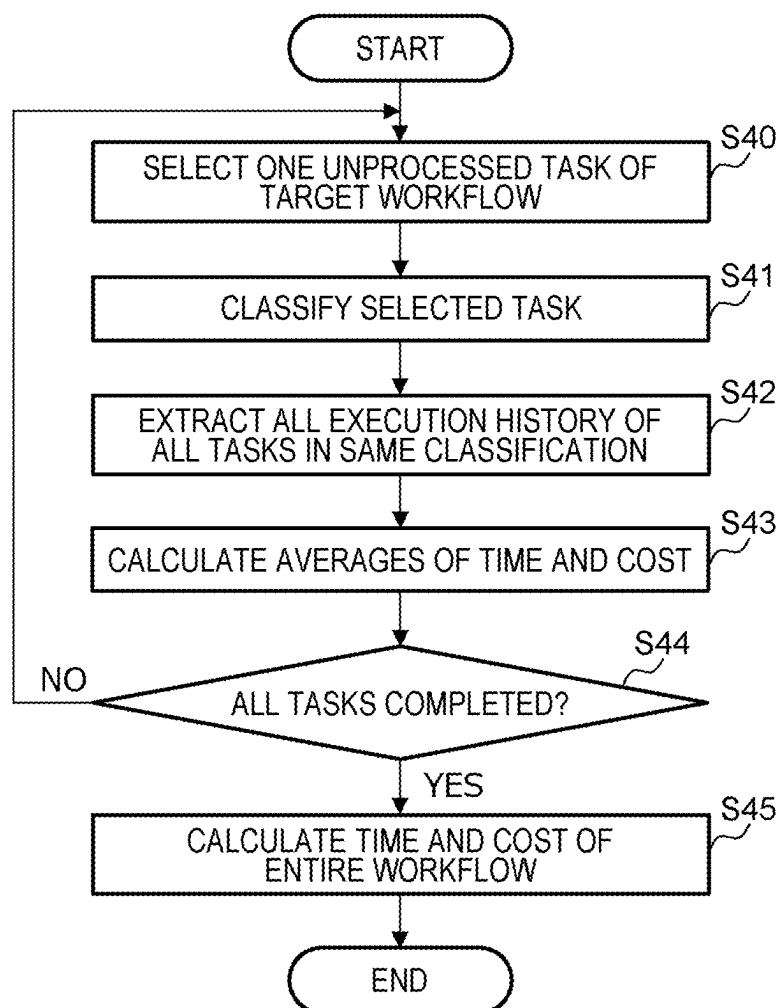 START
S40
SELECT ONE UNPROCESSED TASK OF
TARGET WORKFLOW
S41
CLASSIFY SELECTED TASK
S42
EXTRACT ALL EXECUTION HISTORY OF
ALL TASKS IN SAME CLASSIFICATION
S43
CALCULATE AVERAGES OF TIME AND COST
S44
NO
ALL TASKS COMPLETED?
YES
S45
CALCULATE TIME AND COST OF
ENTIRE WORKFLOW
END